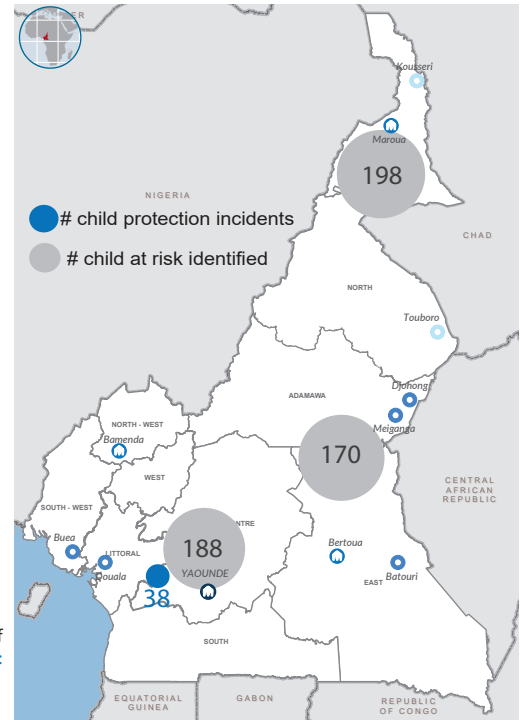 ER
Kousseri
Maroua
198
NIGERIA
# child protection incidents
# child at risk identified
CHAD
NORTH
Touboro
Djohong
ADAMAWA
Meiganga
NORTH - WEST
Bamenda
170
WEST
CENTRAL
AFRICAN
REPUBLIC
SOUTH - WEST
NTRE
188
Buea
LITTORAL
Bertoua
YAOUNDE
Douala
EAST
Batouri
38
f
:
SOUTH
EQUATORIAL
GUINEA
GABON
REPUBLIC
OF CONGO